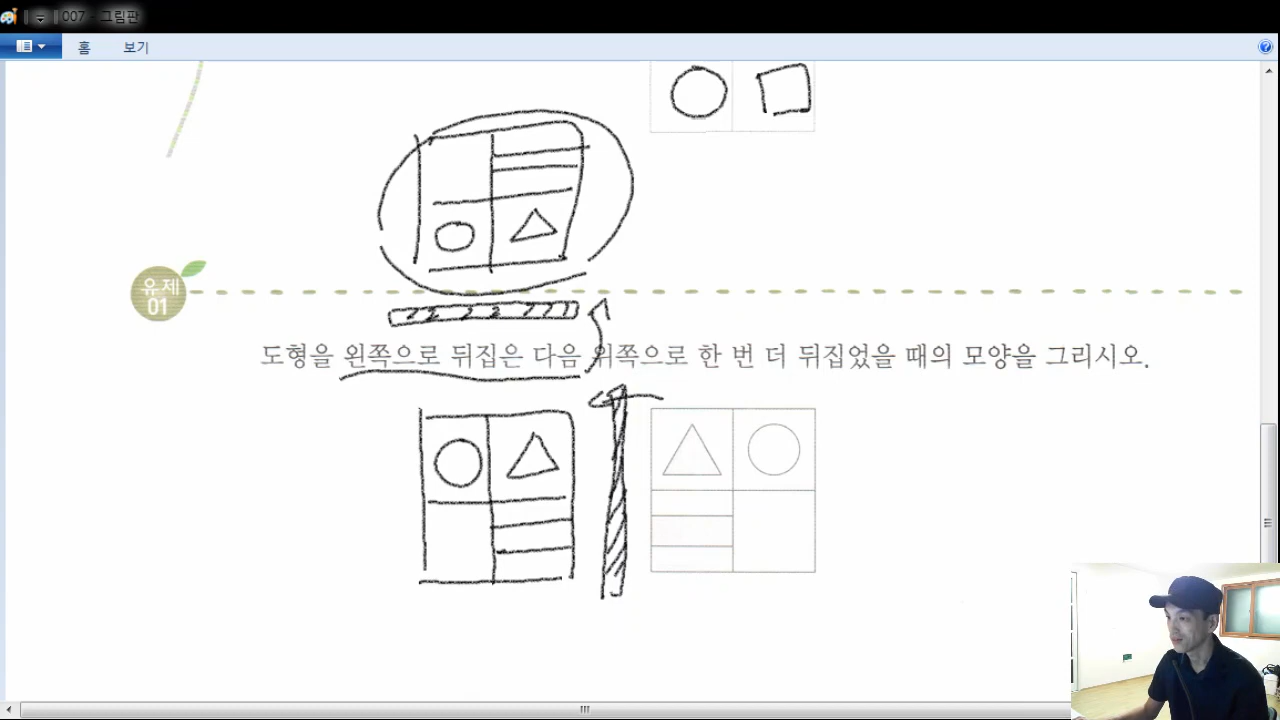 007 - 그림판
홈 보기
유 제
01
도형을 왼쪽으로 뒤집은 다음 위쪽으로 한 번 더 뒤집었을 때의 모양을 그리시오.